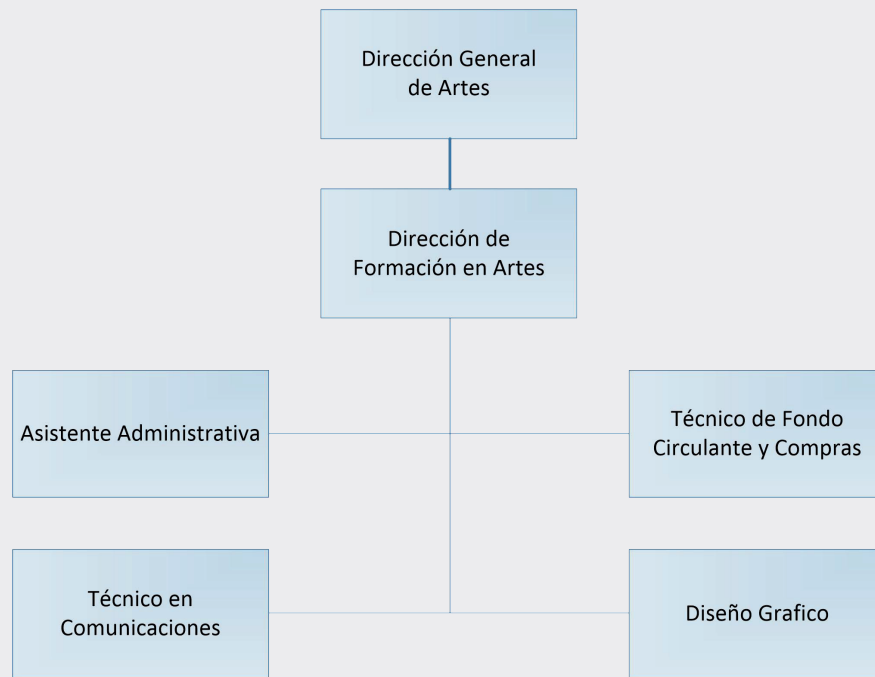 Dirección General
de Artes
Dirección de
Formación en Artes
Asistente Administrativa
Técnico de Fondo
Circulante y Compras
Técnico en
Comunicaciones
Diseño Grafico